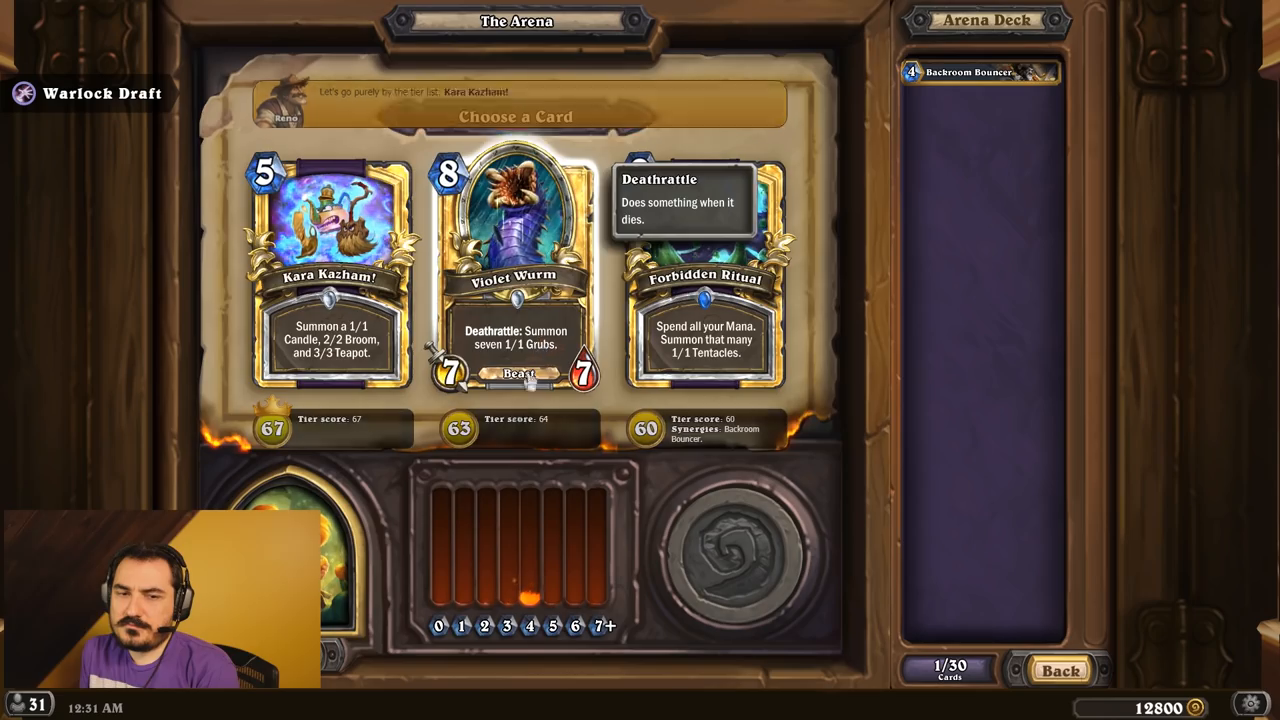 The Arena
Arena Deck
4 Backroom Bouncer
Warlock Draft
Let's go purely by the tier list: Kara Kazham!
Reno
Choose a Card
5
8
Deathrattle
Does something when it
dies.
Kara Kazham!
Violet Wurm
Forbidden Ritual
Summon a 1/1
Candle, 2/2 Broom,
and 3/3 Teapot.
Deathrattle: Summon
seven 1/1 Grubs.
Spend all your Mana.
Summon that many
1/1 Tentacles.
7
Beast
7
67
Tier score: 67
63
Tier score: 64
60
Tier score: 60
Synergies: Backroom
Bouncer.
0 1 2 3 4 5 6 7+
1/30
Cards
Back
31
12:31 AM
12800